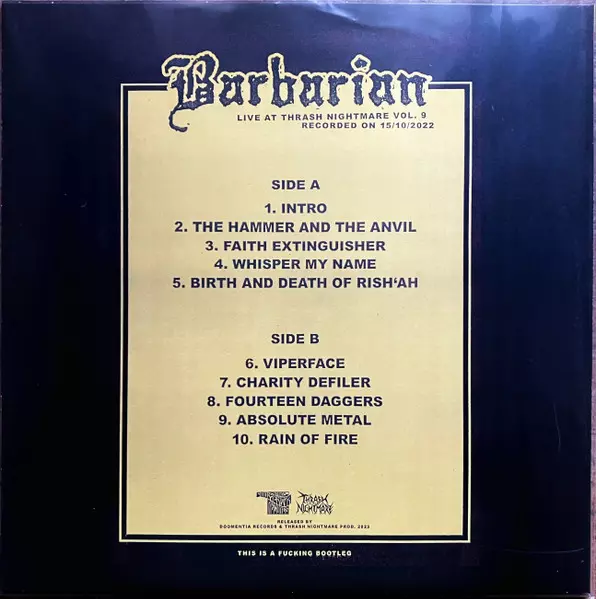 Barbarian
LIVE AT THRASH NIGHTMARE VOL. 9
RECORDED ON 15/10/2022
SIDE A
1. INTRO
2. THE HAMMER AND THE ANVIL
3. FAITH EXTINGUISHER
4. WHISPER MY NAME
5. BIRTH AND DEATH OF RISH‘AH
SIDE B
6. VIPERFACE
7. CHARITY DEFILER
8. FOURTEEN DAGGERS
9. ABSOLUTE METAL
10. RAIN OF FIRE
THRASH
NIGHTMARE
RELEASED BY
DOOMENTIA RECORDS & THRASH NIGHTMARE PROD. 2023
THIS IS A FUCKING BOOTLEG